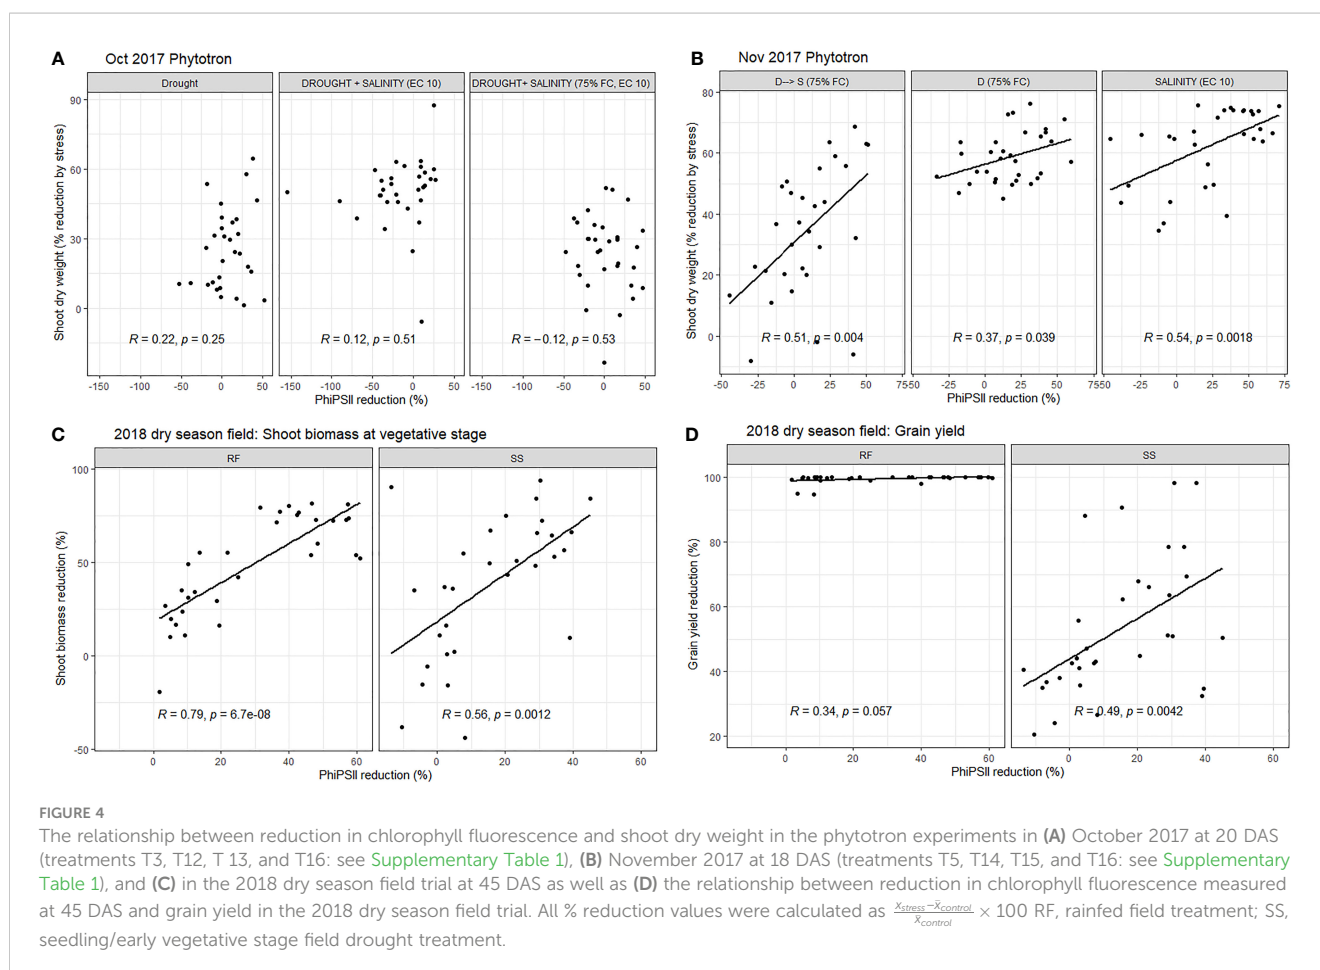 A
Oct 2017 Phytotron
Drought
DROUGHT + SALINITY (EC 10)
DROUGHT+ SALINITY (75% FC, EC 10)
Shoot dry weight (% reduction by stress)
90
60
30
0
R = 0.22, p = 0.25
R = 0.12, p = 0.51
R = −0.12, p = 0.53
-150 -100 -50 0 50 -150 -100 -50 0 50 -150 -100 -50 0 50
PhiPSII reduction (%)
B
Nov 2017 Phytotron
D--> S (75% FC)
D (75% FC)
SALINITY (EC 10)
Shoot dry weight (% reduction by stress)
80
60
40
20
0
R = 0.51, p = 0.004
R = 0.37, p = 0.039
R = 0.54, p = 0.0018
-50 -25 0 25 50 75 -50 -25 0 25 50 75 -50 -25 0 25 50 75
PhiPSII reduction (%)
C
2018 dry season field: Shoot biomass at vegetative stage
RF
SS
Shoot biomass reduction (%)
100
50
0
-50
R = 0.79, p = 6.7e-08
R = 0.56, p = 0.0012
0 20 40 60 0 20 40 60
PhiPSII reduction (%)
D
2018 dry season field: Grain yield
RF
SS
Grain yield reduction (%)
100
80
60
40
20
R = 0.34, p = 0.057
R = 0.49, p = 0.0042
0 20 40 60 0 20 40 60
PhiPSII reduction (%)
FIGURE 4
The relationship between reduction in chlorophyll fluorescence and shoot dry weight in the phytotron experiments in (A) October 2017 at 20 DAS
(treatments T3, T12, T 13, and T16: see Supplementary Table 1), (B) November 2017 at 18 DAS (treatments T5, T14, T15, and T16: see Supplementary
Table 1), and (C) in the 2018 dry season field trial at 45 DAS as well as (D) the relationship between reduction in chlorophyll fluorescence measured
at 45 DAS and grain yield in the 2018 dry season field trial. All % reduction values were calculated as (x_stress − x̄_control)/x̄_control × 100 RF, rainfed field treatment; SS,
seedling/early vegetative stage field drought treatment.